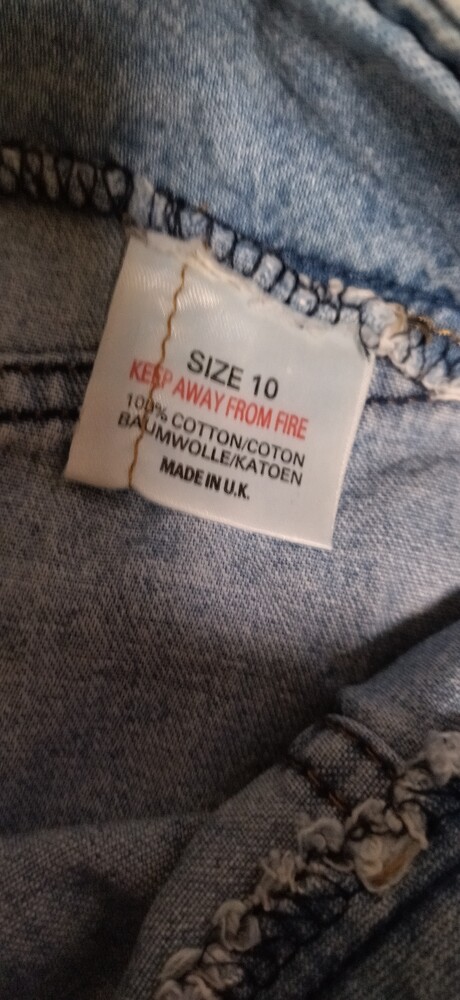 SIZE 10
KEEP AWAY FROM FIRE
100% COTTON/COTON
BAUMWOLLE/KATOEN
MADE IN U.K.